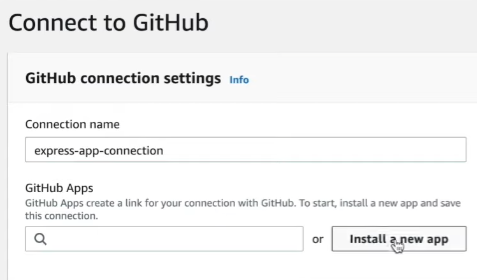 Connect to GitHub
GitHub connection settings Info
Connection name
express-app-connection
GitHub Apps
GitHub Apps create a link for your connection with GitHub. To start, install a new app and save
this connection.
or Install a new app